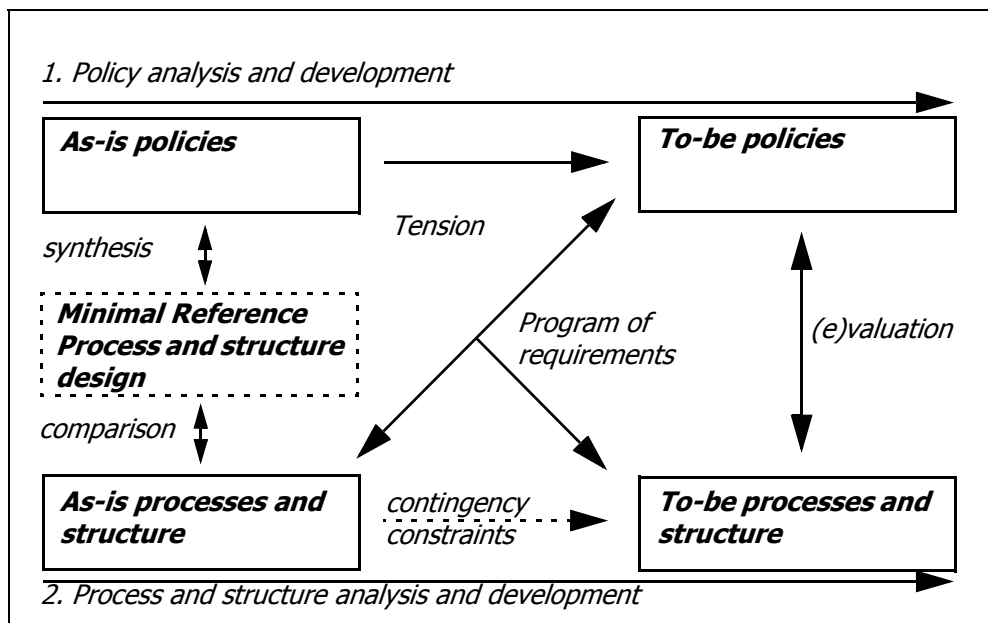 1. Policy analysis and development
As-is policies
To-be policies
Tension
synthesis
Minimal Reference
Process and structure
design
Program of
requirements
(e)valuation
comparison
As-is processes and
structure
contingency
constraints
To-be processes and
structure
2. Process and structure analysis and development